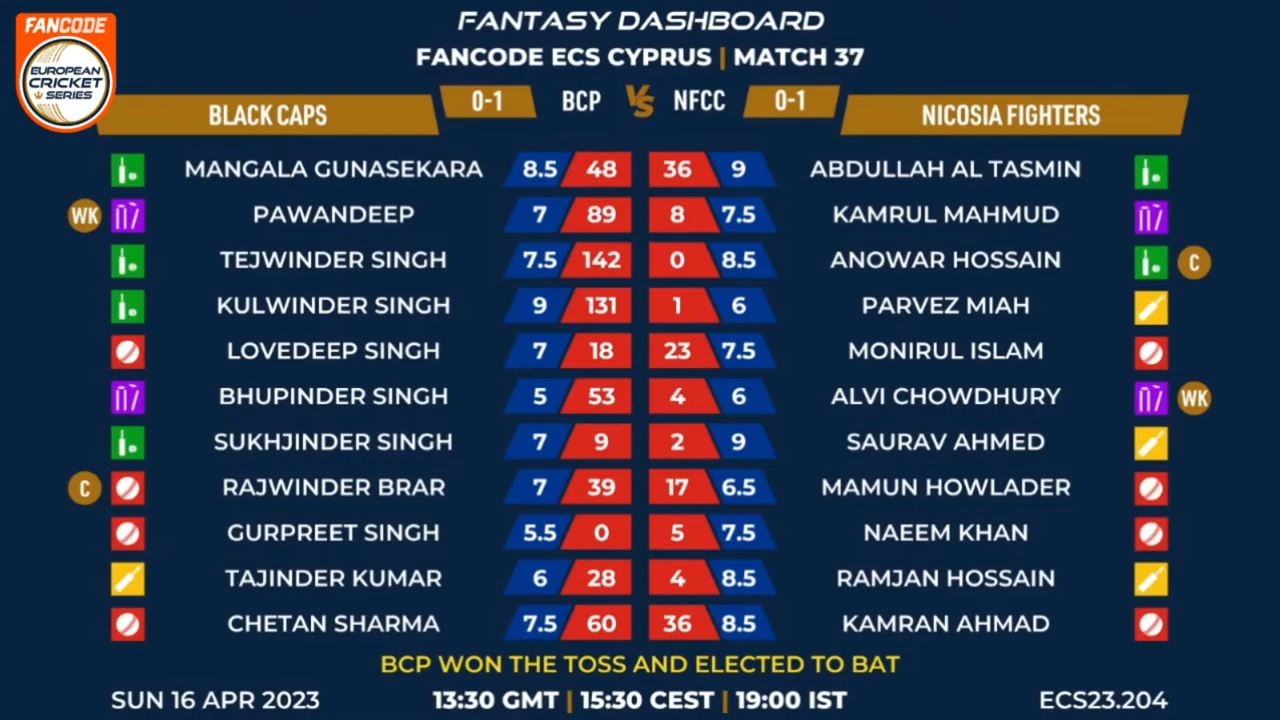 FANCODE
EUROPEAN
CRICKET
SERIES
FANTASY DASHBOARD
FANCODE ECS CYPRUS | MATCH 37
BLACK CAPS 0-1 BCP VS NFCC 0-1 NICOSIA FIGHTERS
MANGALA GUNASEKARA 8.5 48 36 9 ABDULLAH AL TASMIN
WK PAWANDEEP 7 89 8 7.5 KAMRUL MAHMUD
TEJWINDER SINGH 7.5 142 0 8.5 ANOWAR HOSSAIN C
KULWINDER SINGH 9 131 1 6 PARVEZ MIAH
LOVEDEEP SINGH 7 18 23 7.5 MONIRUL ISLAM
BHUPINDER SINGH 5 53 4 6 ALVI CHOWDHURY WK
SUKHJINDER SINGH 7 9 2 9 SAURAV AHMED
C RAJWINDER BRAR 7 39 17 6.5 MAMUN HOWLADER
GURPREET SINGH 5.5 0 5 7.5 NAEEM KHAN
TAJINDER KUMAR 6 28 4 8.5 RAMJAN HOSSAIN
CHETAN SHARMA 7.5 60 36 8.5 KAMRAN AHMAD
BCP WON THE TOSS AND ELECTED TO BAT
SUN 16 APR 2023 13:30 GMT | 15:30 CEST | 19:00 IST ECS23.204